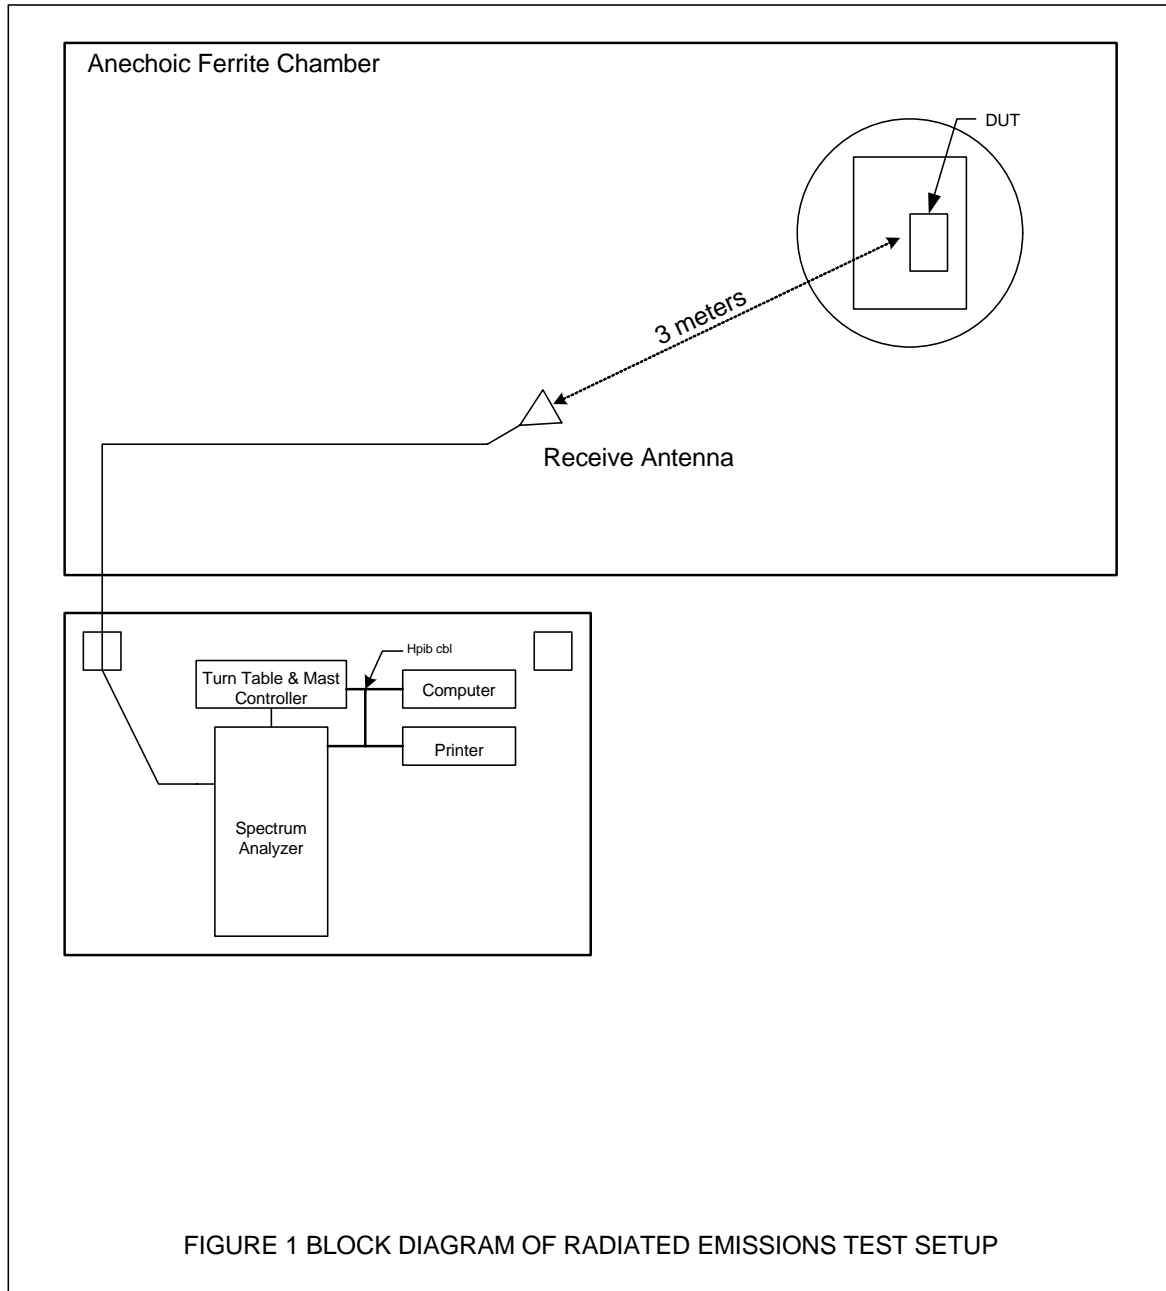 Anechoic Ferrite Chamber
DUT
3 meters
Receive Antenna
Hpib cbl
Turn Table & Mast
Controller
Computer
Printer
Spectrum
Analyzer
FIGURE 1 BLOCK DIAGRAM OF RADIATED EMISSIONS TEST SETUP